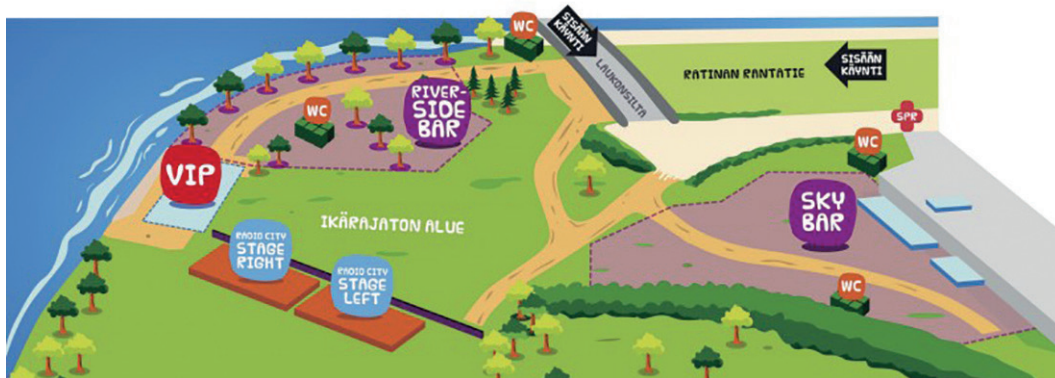 WC
SISÄÄN
KÄYNTI
LAUKONSILTA
RATINAN RANTATIE
SISÄÄN
KÄYNTI
RIVER-
SIDE
BAR
WC
SPR
WC
VIP
IKÄRAJATON ALUE
SKY
BAR
RADIO CITY
STAGE
RIGHT
RADIO CITY
STAGE
LEFT
WC